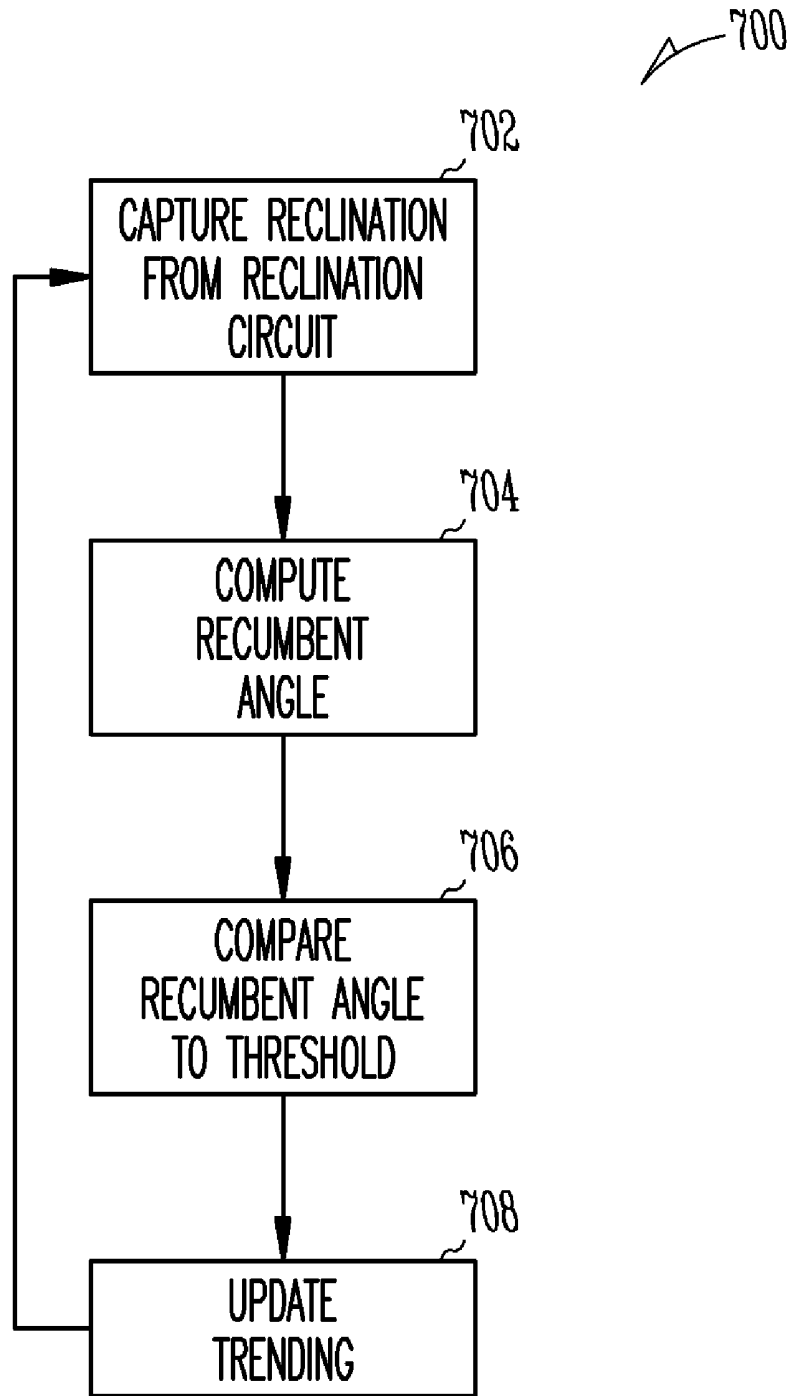 700
702
CAPTURE RECLINATION
FROM RECLINATION
CIRCUIT
704
COMPUTE
RECUMBENT
ANGLE
706
COMPARE
RECUMBENT ANGLE
TO THRESHOLD
708
UPDATE
TRENDING